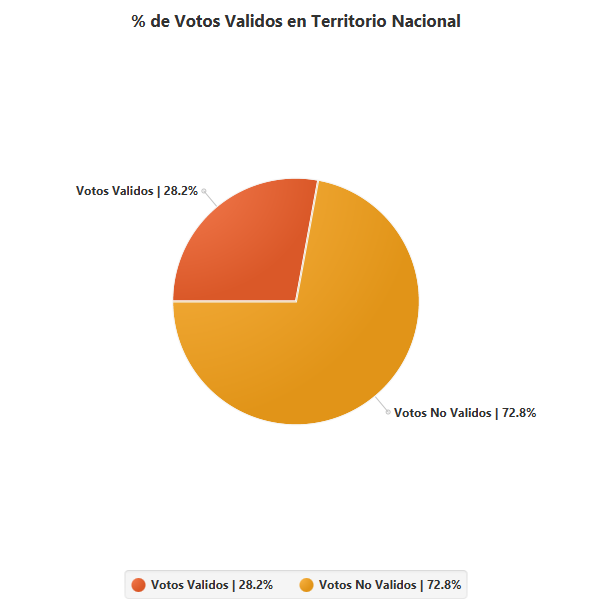 % de Votos Validos en Territorio Nacional
Votos Validos | 28.2%
Votos No Validos | 72.8%
Votos Validos | 28.2%
Votos No Validos | 72.8%